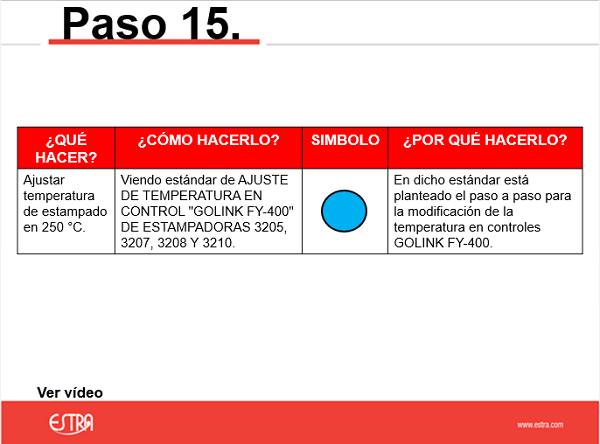 Paso 15.
¿QUÉ
HACER?
¿CÓMO HACERLO?
SIMBOLO
¿POR QUÉ HACERLO?
Ajustar
temperatura
de estampado
en 250 °C.
Viendo estándar de AJUSTE
DE TEMPERATURA EN
CONTROL "GOLINK FY-400"
DE ESTAMPADORAS 3205,
3207, 3208 Y 3210.
En dicho estándar está
planteado el paso a paso para
la modificación de la
temperatura en controles
GOLINK FY-400.
Ver vídeo
ESTRA
www.estra.com